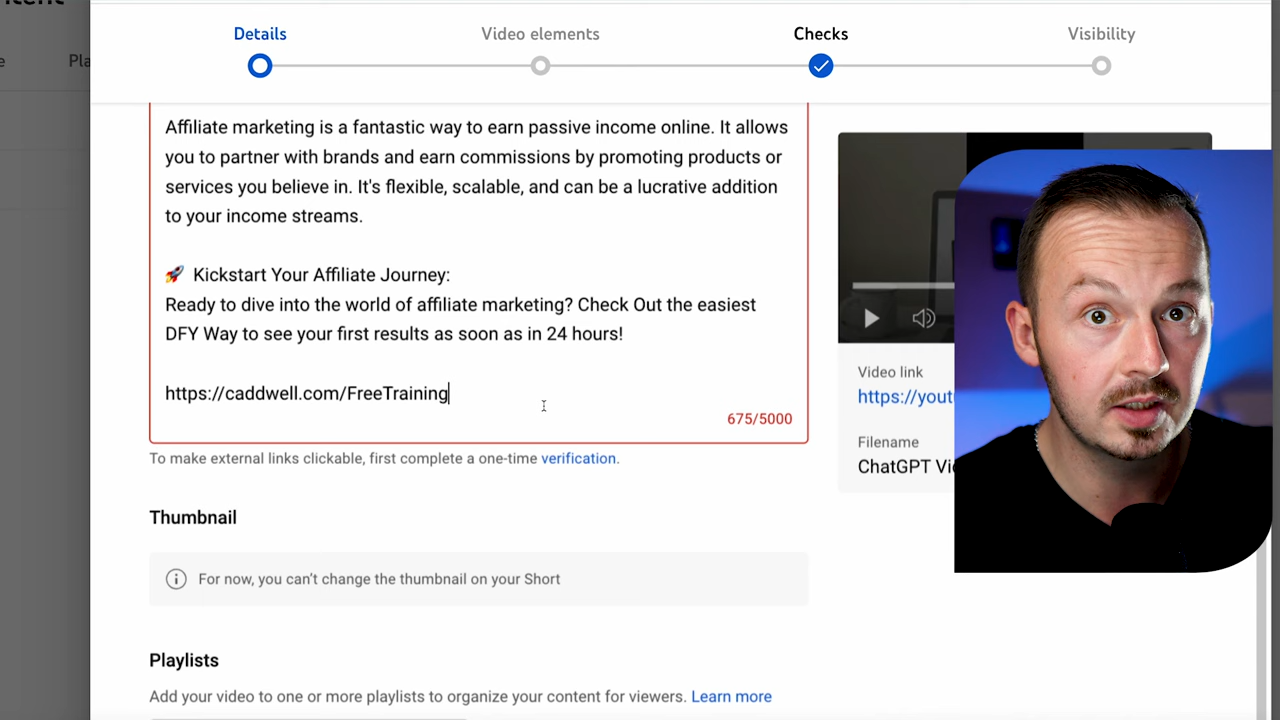 Details
Video elements
Checks
Visibility
Affiliate marketing is a fantastic way to earn passive income online. It allows
you to partner with brands and earn commissions by promoting products or
services you believe in. It's flexible, scalable, and can be a lucrative addition
to your income streams.
🚀 Kickstart Your Affiliate Journey:
Ready to dive into the world of affiliate marketing? Check Out the easiest
DFY Way to see your first results as soon as in 24 hours!
https://caddwell.com/FreeTraining
675/5000
To make external links clickable, first complete a one-time verification.
Video link
https://yout
Filename
ChatGPT Vi
Thumbnail
For now, you can't change the thumbnail on your Short
Playlists
Add your video to one or more playlists to organize your content for viewers. Learn more